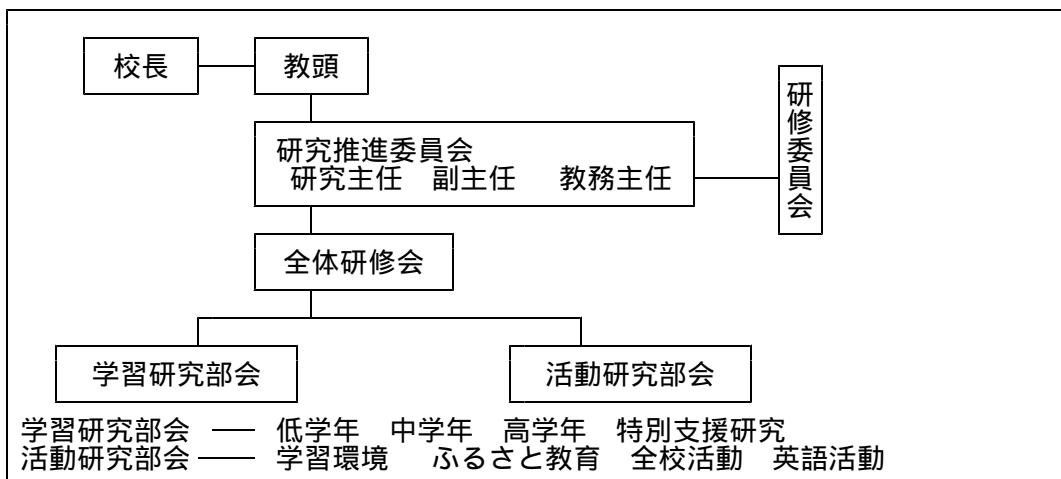 校長 教頭
研究推進委員会
研究主任 副主任 教務主任
研修委員会
全体研修会
学習研究部会 活動研究部会
学習研究部会 ―― 低学年 中学年 高学年 特別支援研究
活動研究部会 ―― 学習環境 ふるさと教育 全校活動 英語活動